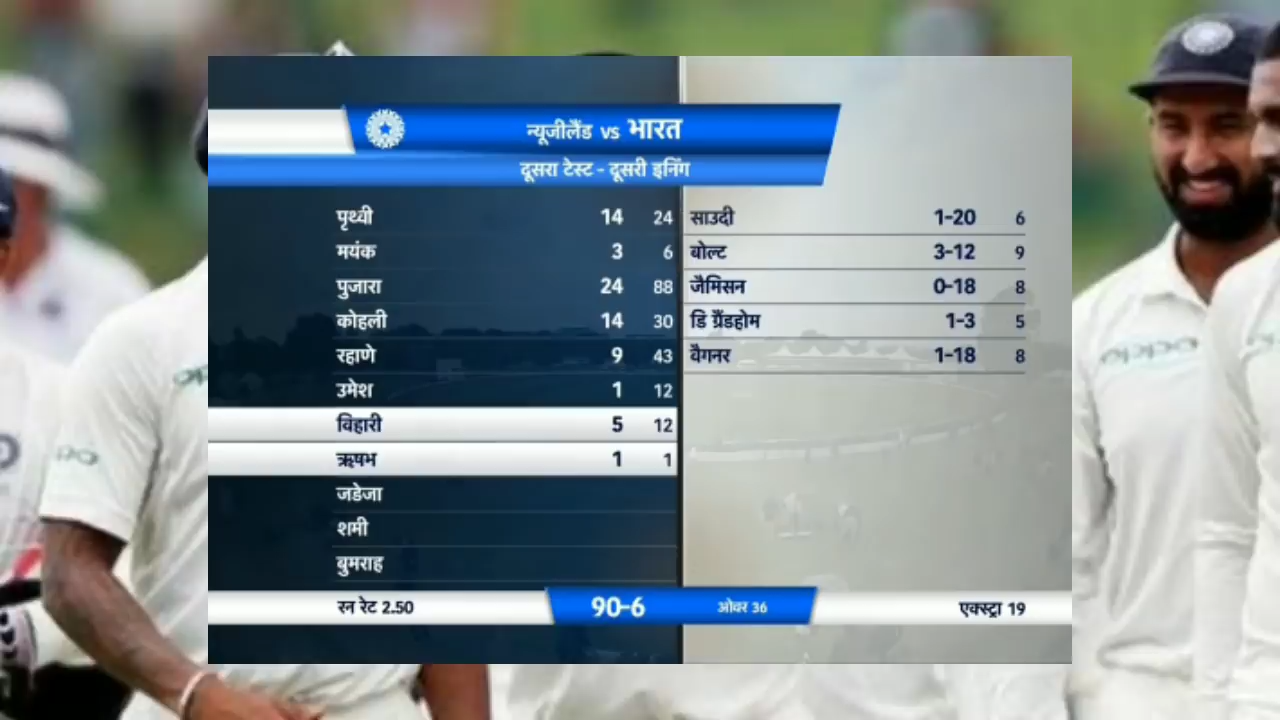 न्यूजीलैंड vs भारत
दूसरा टेस्ट - दूसरी इनिंग
पृथ्वी 14 24
मयंक 3 6
पुजारा 24 88
कोहली 14 30
रहाणे 9 43
उमेश 1 12
विहारी 5 12
ऋषभ 1 1
जडेजा
शमी
बुमराह
साउदी 1-20 6
बोल्ट 3-12 9
जैमिसन 0-18 8
डि ग्रैंडहोम 1-3 5
वैगनर 1-18 8
रन रेट 2.50 90-6 ओवर 36 एक्स्ट्रा 19
oppo